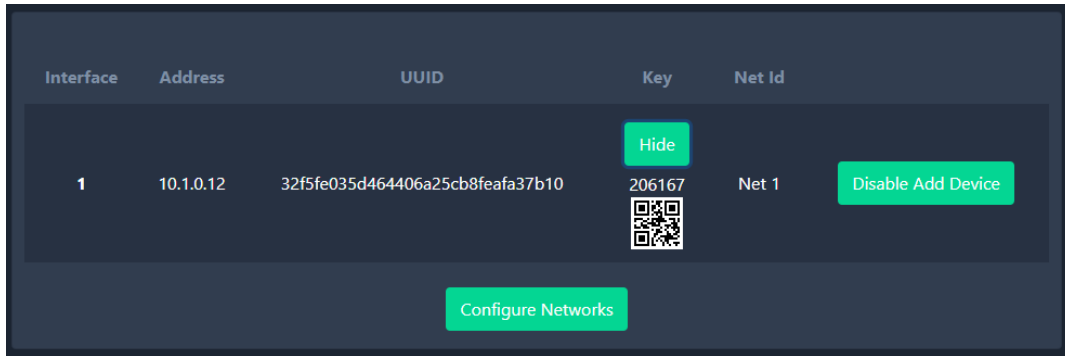 Interface Address UUID Key Net Id
Hide
1 10.1.0.12 32f5fe035d464406a25cb8feafa37b10 206167 Net 1 Disable Add Device
Configure Networks